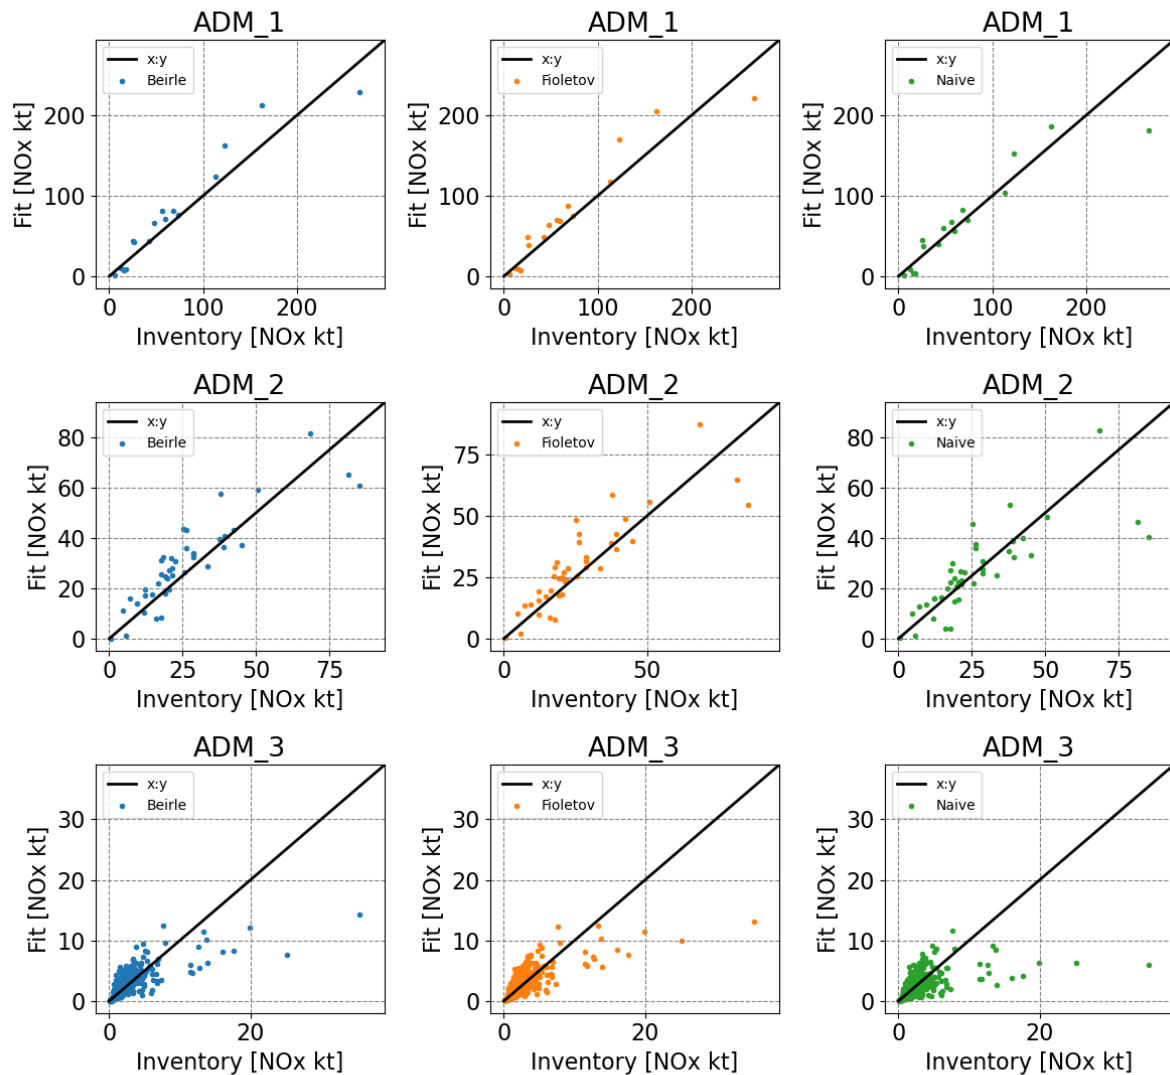 ADM_1
x:y
Beirle
Fit [NOx kt]
200
100
0
0 100 200
Inventory [NOx kt]
ADM_1
x:y
Fioletov
Fit [NOx kt]
200
100
0
0 100 200
Inventory [NOx kt]
ADM_1
x:y
Naive
Fit [NOx kt]
200
100
0
0 100 200
Inventory [NOx kt]
ADM_2
x:y
Beirle
Fit [NOx kt]
80
60
40
20
0
0 25 50 75
Inventory [NOx kt]
ADM_2
x:y
Fioletov
Fit [NOx kt]
75
50
25
0
0 50
Inventory [NOx kt]
ADM_2
x:y
Naive
Fit [NOx kt]
80
60
40
20
0
0 25 50 75
Inventory [NOx kt]
ADM_3
x:y
Beirle
Fit [NOx kt]
30
20
10
0
0 20
Inventory [NOx kt]
ADM_3
x:y
Fioletov
Fit [NOx kt]
30
20
10
0
0 20
Inventory [NOx kt]
ADM_3
x:y
Naive
Fit [NOx kt]
30
20
10
0
0 20
Inventory [NOx kt]